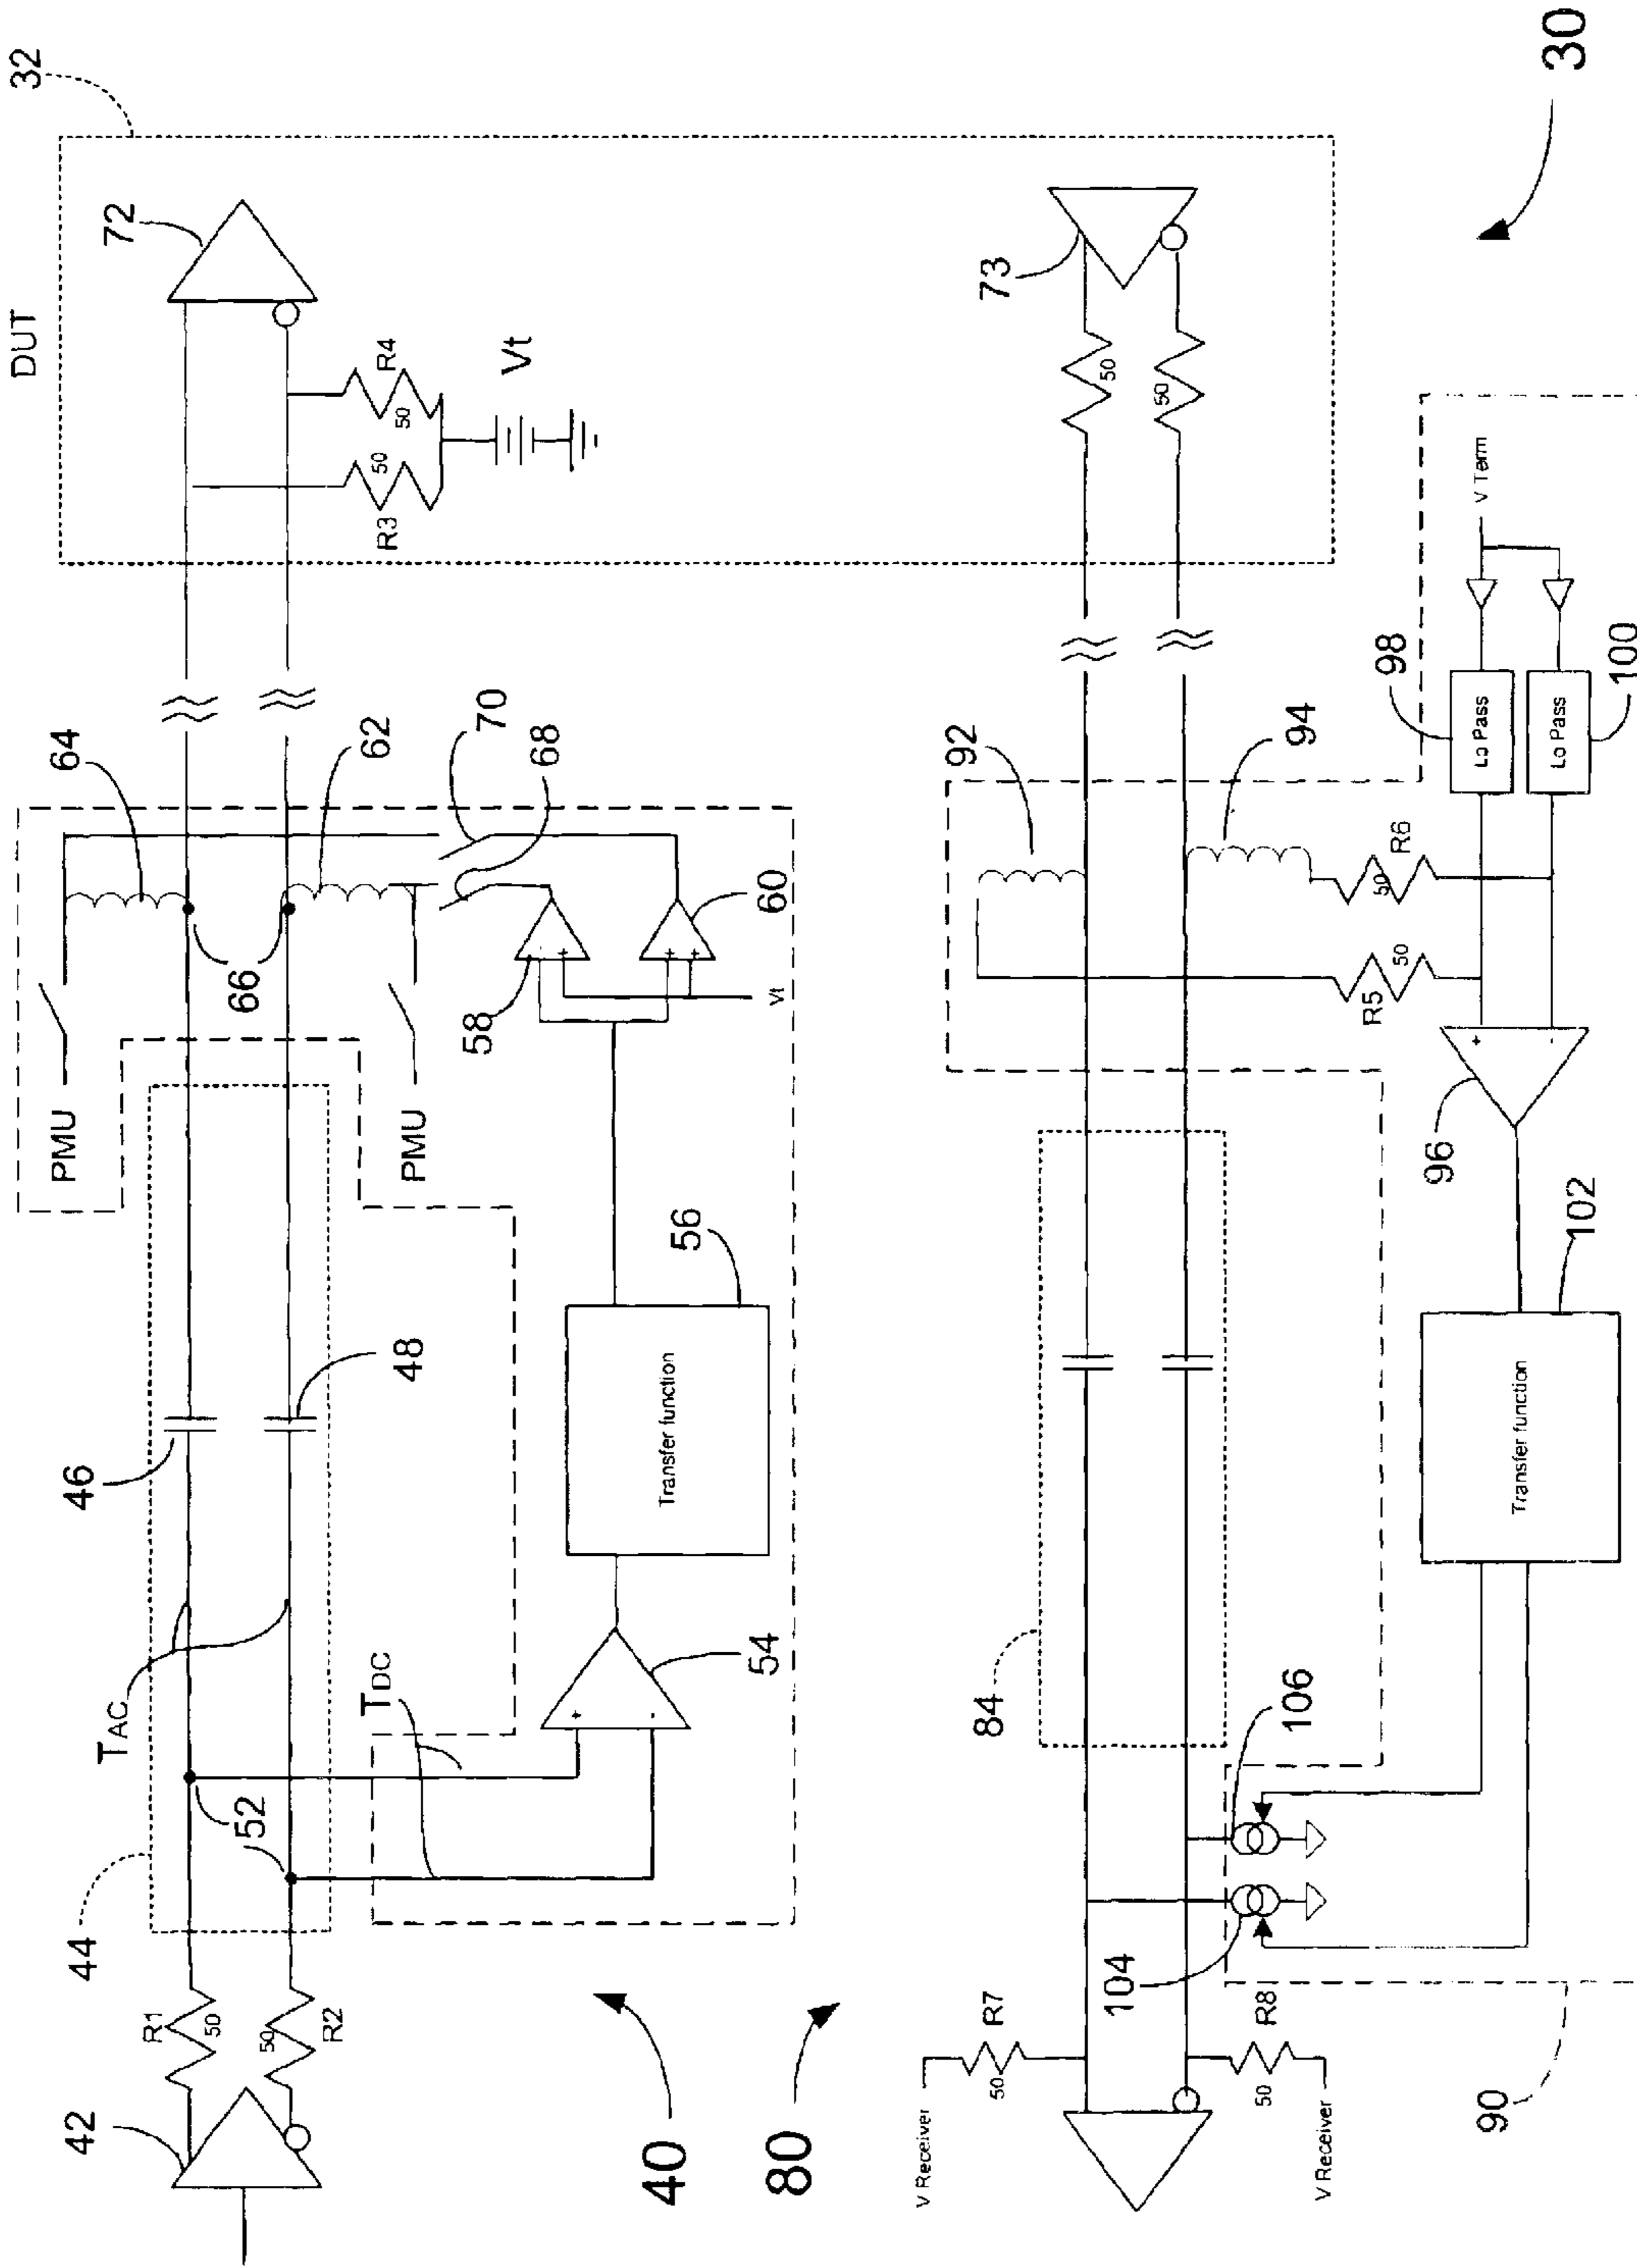 DUT
32
72
R4
50
50
R3
Vt
73
50
50
30
64
62
70
68
66
PMU
PMU
58
60
+
+
-
Vt
46
48
TAC
56
Transfer function
TDC
52
54
+
-
44
R1
50
50
R2
42
40
80
92
94
98
100
V Term
Lo Pass
Lo Pass
R6
50
R5
50
+
-
96
102
Transfer function
84
106
104
R7
50
R8
50
V Receiver
V Receiver
90